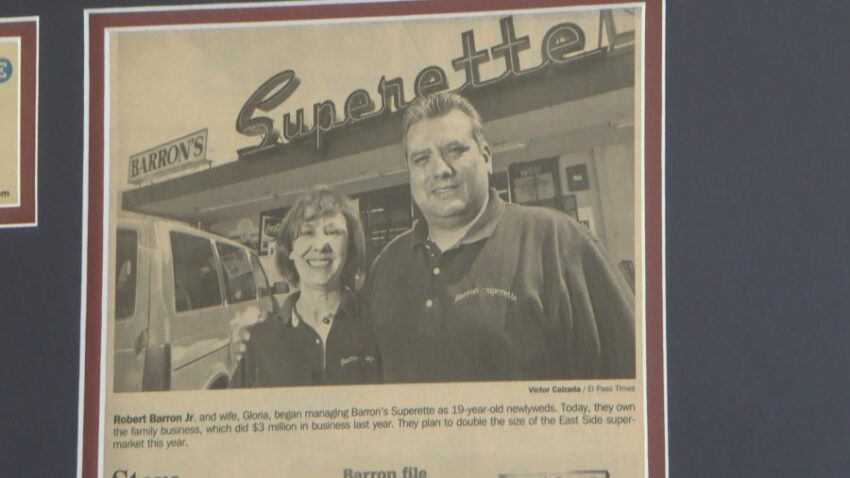 BARRON'S
Superette
Barron
Victor Calzada / El Paso Times
Robert Barron Jr. and wife, Gloria, began managing Barron's Superette as 19-year-old newlyweds. Today, they own
the family business, which did $3 million in business last year. They plan to double the size of the East Side super-
market this year.
Barron file